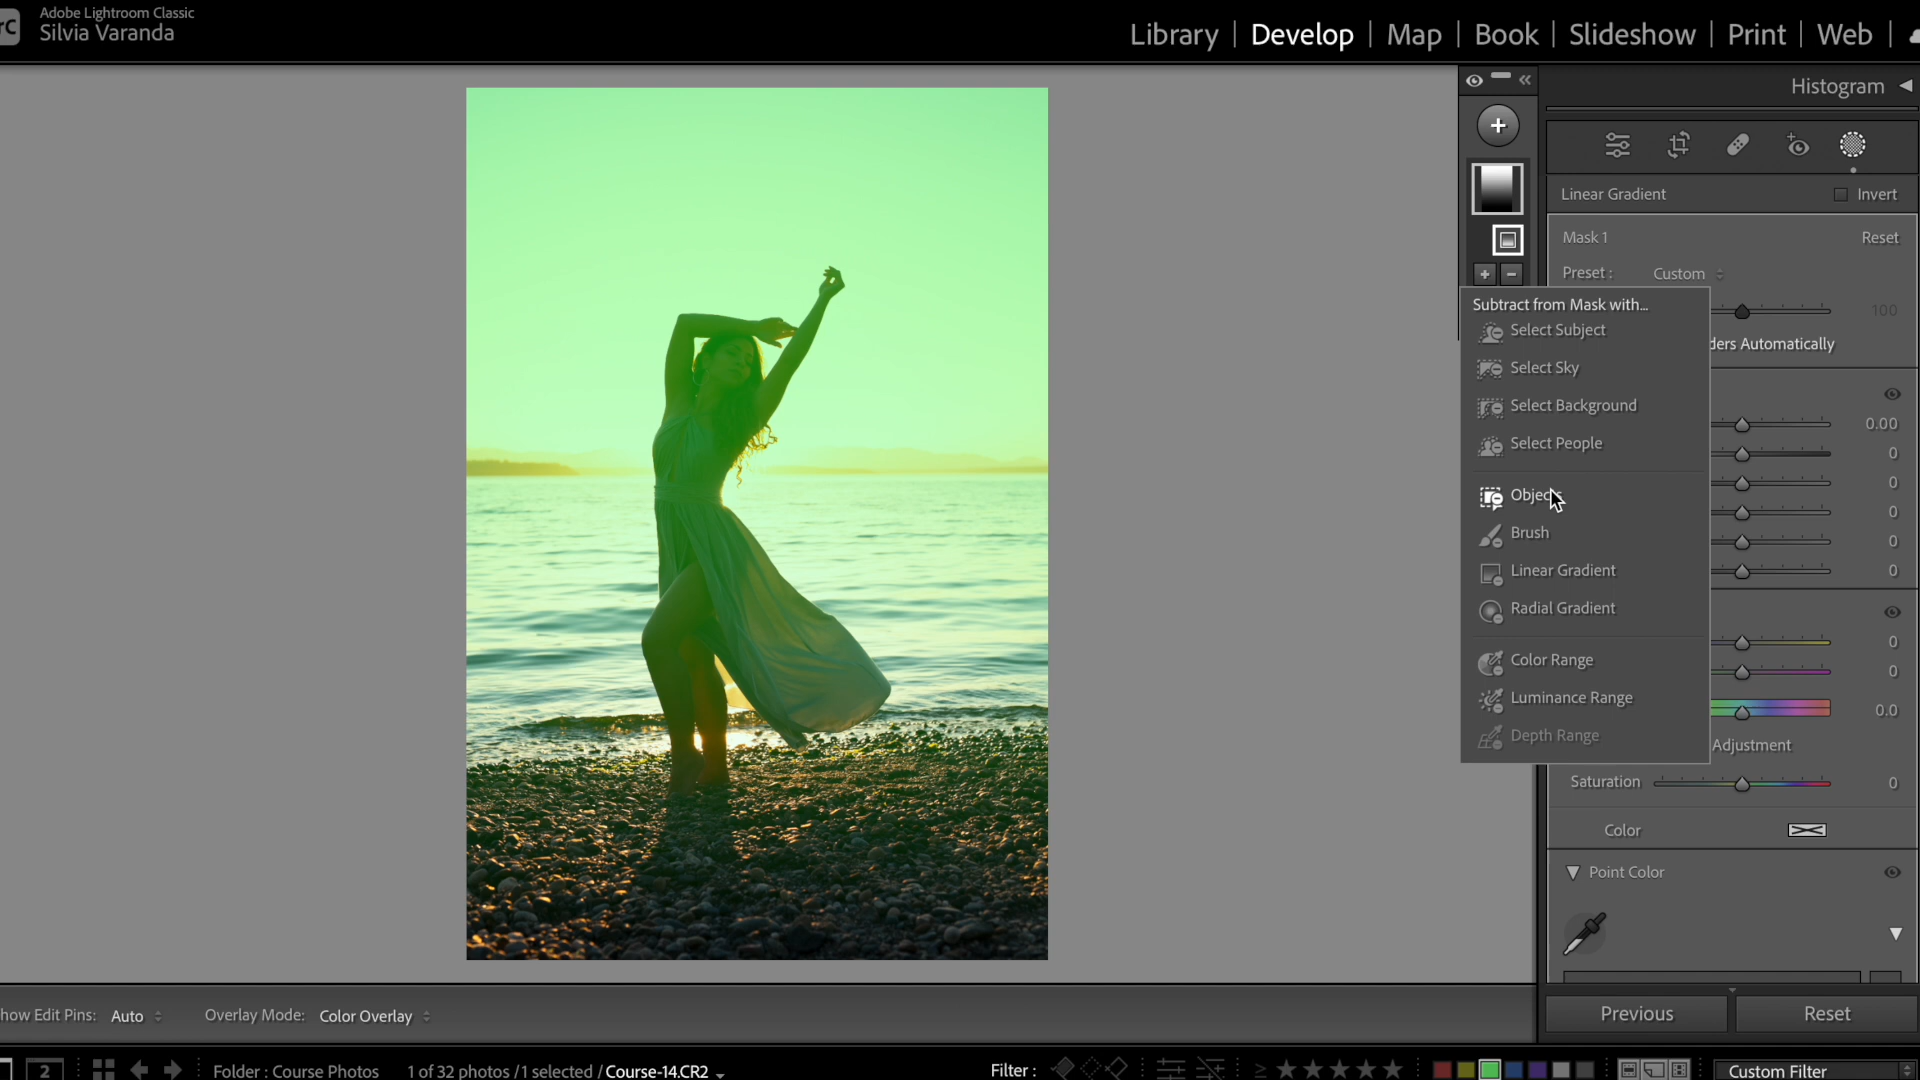 rC
Adobe Lightroom Classic
Silvia Varanda
Library | Develop | Map | Book | Slideshow | Print | Web |
Histogram
Linear Gradient Invert
Mask 1 Reset
Preset : Custom
100
ders Automatically
Subtract from Mask with...
Select Subject
Select Sky
Select Background
Select People
Objects
Brush
Linear Gradient
Radial Gradient
Color Range
Luminance Range
Depth Range
0.00
0
0
0
0
0
0
0
0.0
Adjustment
Saturation 0
Color
Point Color
Previous Reset
how Edit Pins: Auto Overlay Mode: Color Overlay
2 Folder : Course Photos 1 of 32 photos /1 selected / Course-14.CR2 Filter : ≥ Custom Filter